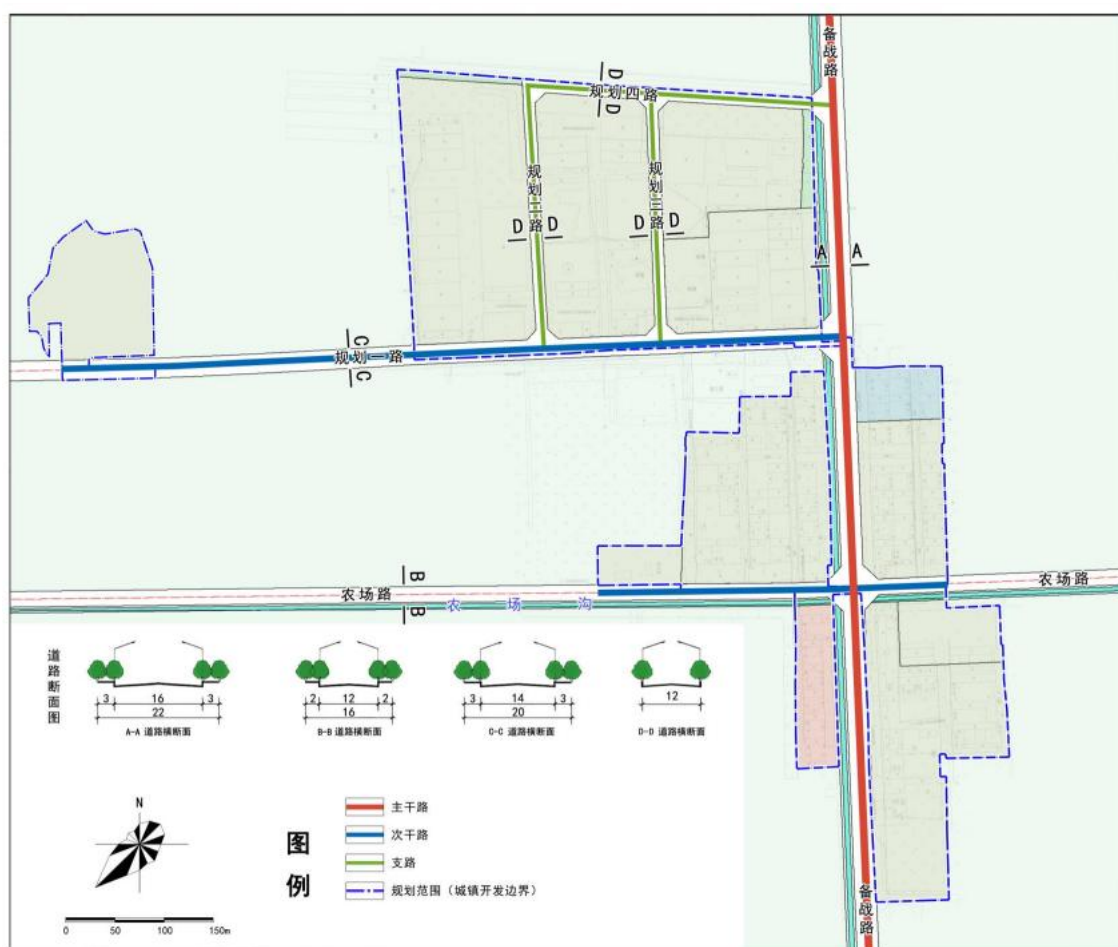 备战路
D
规划四路
D
规划二路
规划三路
D D
D D
A A
C
规划一路
C
B
农场路
B
农场沟
农场路
道路断面图
3 16 3
22
A-A 道路横断面
2 12 2
16
B-B 道路横断面
3 14 3
20
C-C 道路横断面
12
D-D 道路横断面
N
0 50 100 150m
图例
主干路
次干路
支路
规划范围(城镇开发边界)
备战路